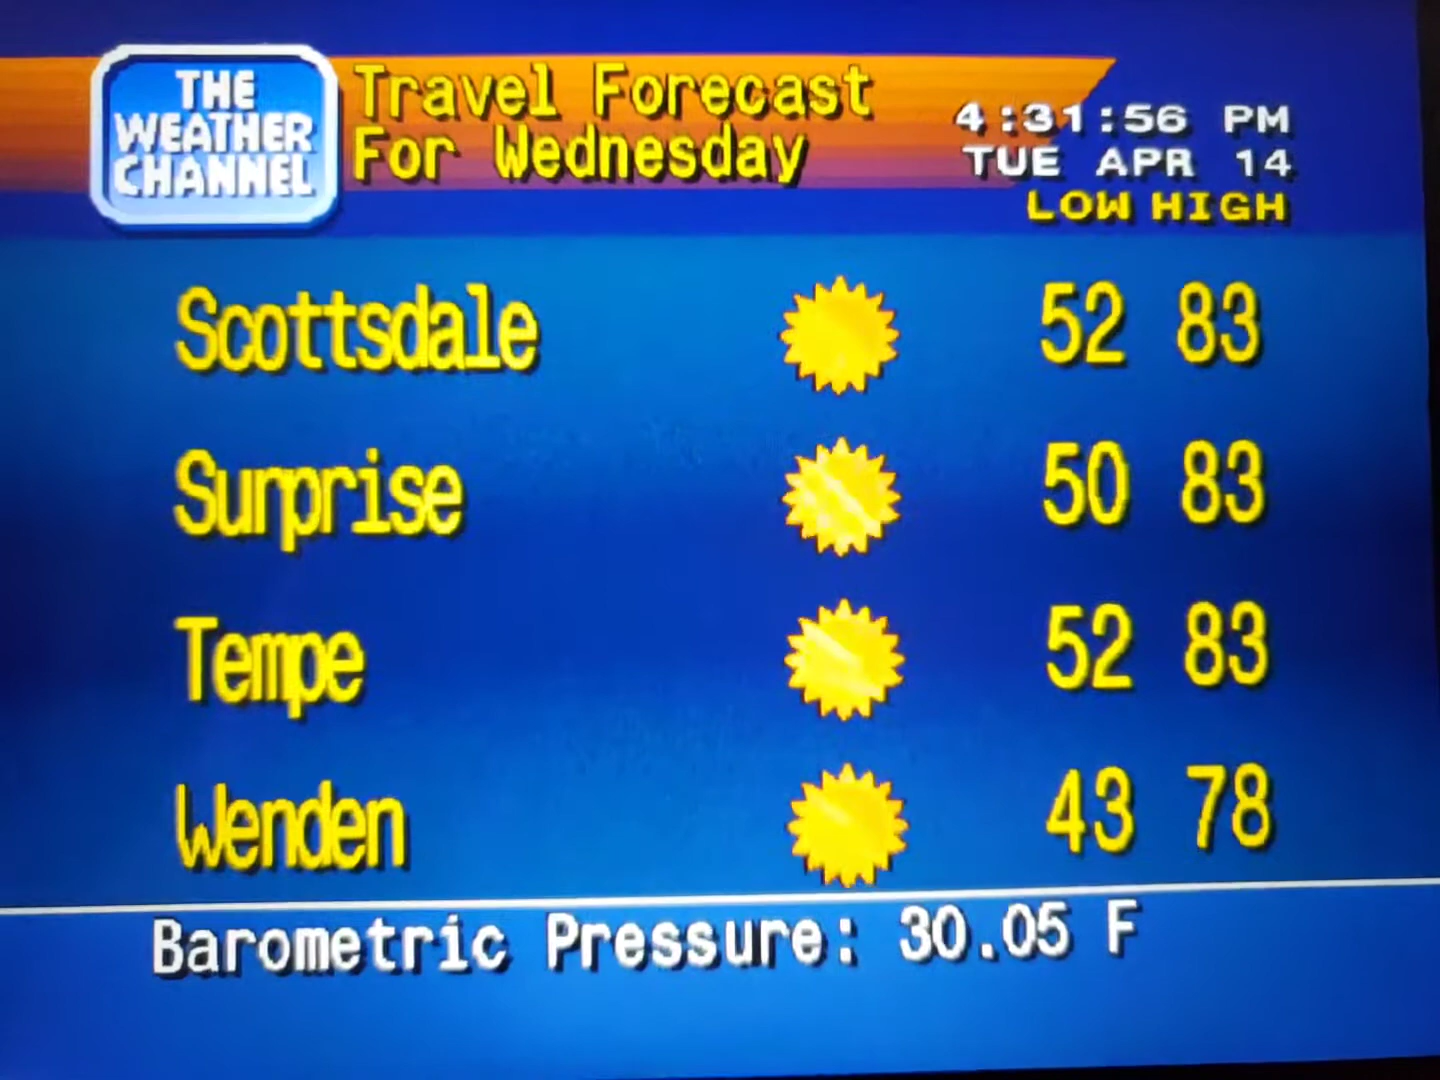 THE
WEATHER
CHANNEL
Travel Forecast
For Wednesday
4:31:56 PM
TUE APR 14
LOW HIGH
Scottsdale 52 83
Surprise 50 83
Tempe 52 83
Wenden 43 78
Barometric Pressure: 30.05 F